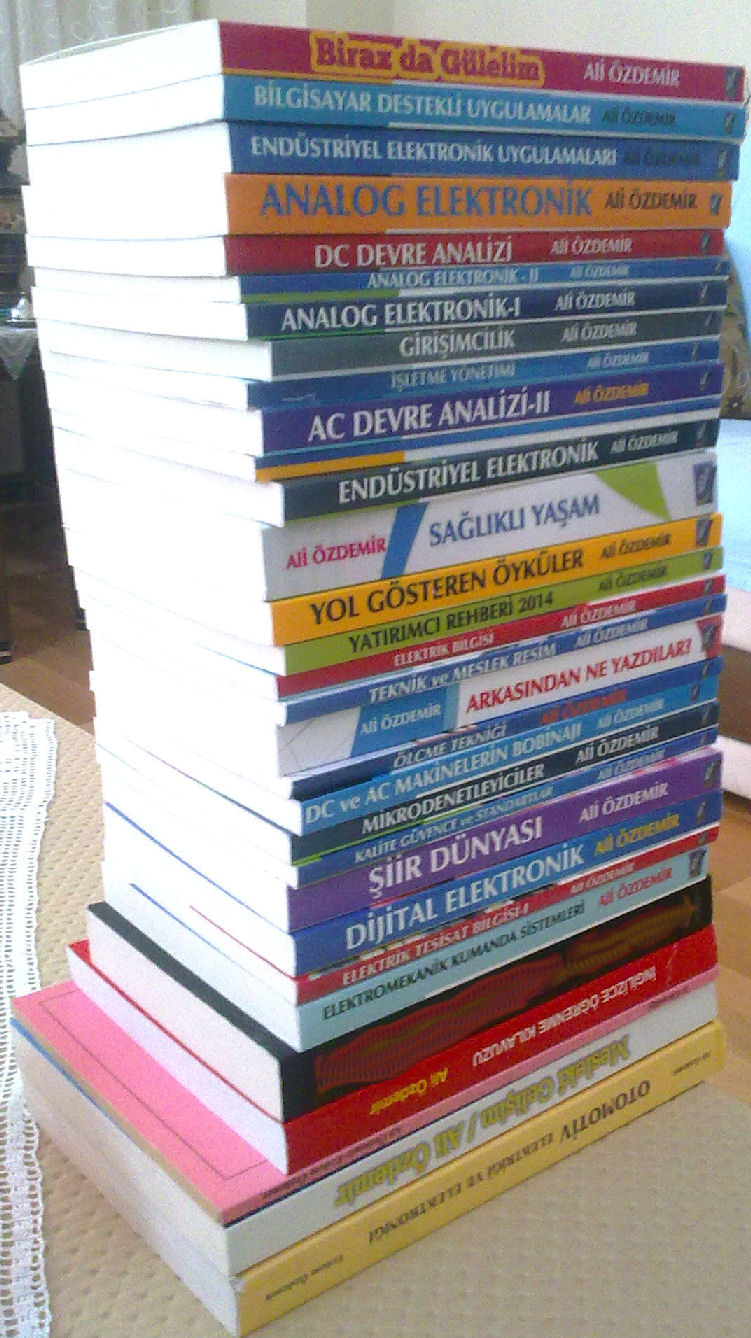 Biraz da Gülelim Ali ÖZDEMİR
BİLGİSAYAR DESTEKLİ UYGULAMALAR Ali ÖZDEMİR
ENDÜSTRİYEL ELEKTRONİK UYGULAMALARI Ali ÖZDEMİR
ANALOG ELEKTRONİK Ali ÖZDEMİR
DC DEVRE ANALİZİ Ali ÖZDEMİR
ANALOG ELEKTRONİK - II Ali ÖZDEMİR
ANALOG ELEKTRONİK-I Ali ÖZDEMİR
GİRİŞİMCİLİK Ali ÖZDEMİR
İŞLETME YÖNETİMİ Ali ÖZDEMİR
AC DEVRE ANALİZİ-II Ali ÖZDEMİR
ENDÜSTRİYEL ELEKTRONİK Ali ÖZDEMİR
Ali ÖZDEMİR SAĞLIKLI YAŞAM
YOL GÖSTEREN ÖYKÜLER Ali ÖZDEMİR
YATIRIMCI REHBERİ 2014 Ali ÖZDEMİR
ELEKTRİK BİLGİSİ Ali ÖZDEMİR
TEKNİK ve MESLEK RESİM Ali ÖZDEMİR
Ali ÖZDEMİR ARKASINDAN NE YAZDILAR?
ÖLÇME TEKNİĞİ Ali ÖZDEMİR
DC ve AC MAKİNELERİN BOBİNAJI Ali ÖZDEMİR
MİKRODENETLEYİCİLER Ali ÖZDEMİR
KALİTE GÜVENCE ve STANDARTLAR Ali ÖZDEMİR
ŞİİR DÜNYASI Ali ÖZDEMİR
DİJİTAL ELEKTRONİK Ali ÖZDEMİR
ELEKTRİK TESİSAT BİLGİSİ-I Ali ÖZDEMİR
ELEKTROMEKANİK KUMANDA SİSTEMLERİ Ali ÖZDEMİR
İNGİLİZCE ÖĞRENME KILAVUZU Ali Özdemir
Mesleki Gelişim / Ali Özdemir
OTOMOTİV ELEKTRİĞİ VE ELEKTRONİĞİ